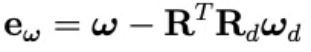 𝐞_𝝎 = 𝝎 − 𝐑^T 𝐑_d 𝝎_d